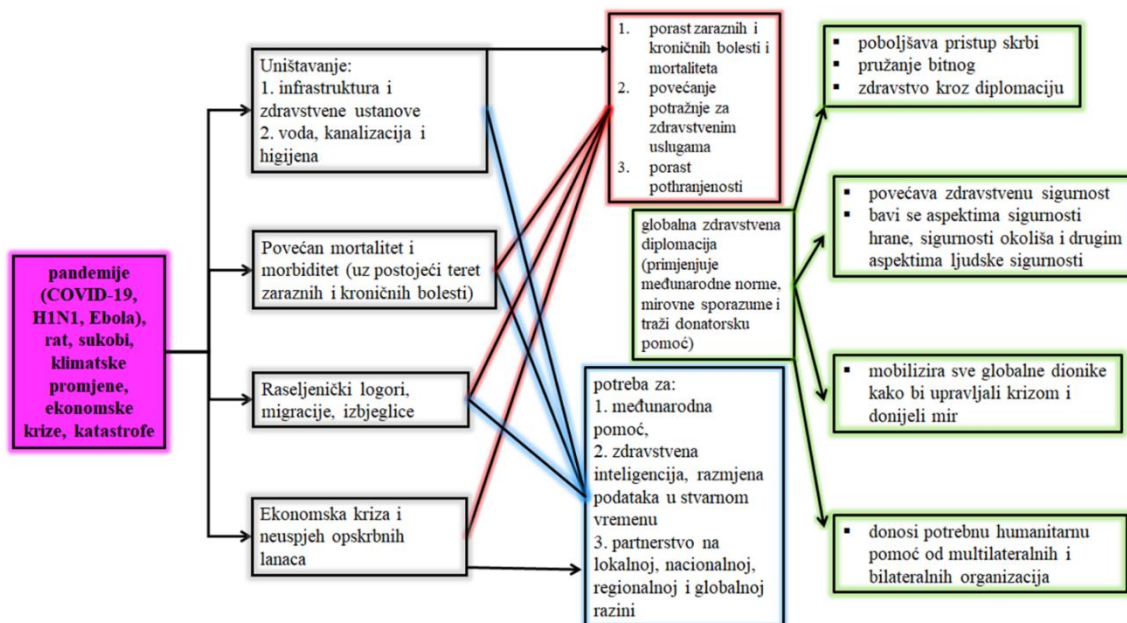 pandemije
(COVID-19,
H1N1, Ebola),
rat, sukobi,
klimatske
promjene,
ekonomske
krize, katastrofe
Uništavanje:
1. infrastruktura i
zdravstvene ustanove
2. voda, kanalizacija i
higijena
Povećan mortalitet i
morbiditet (uz postojeći teret
zaraznih i kroničnih bolesti)
Raseljenički logori,
migracije, izbjeglice
Ekonomska kriza i
neuspjeh opskrbnih
lanaca
1. porast zaraznih i
kroničnih bolesti i
mortaliteta
2. povećanje
potražnje za
zdravstvenim
uslugama
3. porast
pothranjenosti
globalna zdravstvena
diplomacija
(primjenjuje
međunarodne norme,
mirovne sporazume i
traži donatorsku
pomoć)
potreba za:
1. međunarodna
pomoć,
2. zdravstvena
inteligencija, razmjena
podataka u stvarnom
vremenu
3. partnerstvo na
lokalnoj, nacionalnoj,
regionalnoj i globalnoj
razini
▪ poboljšava pristup skrbi
▪ pružanje bitnog
▪ zdravstvo kroz diplomaciju
▪ povećava zdravstvenu sigurnost
▪ bavi se aspektima sigurnosti
hrane, sigurnosti okoliša i drugim
aspektima ljudske sigurnosti
▪ mobilizira sve globalne dionike
kako bi upravljali krizom i
donijeli mir
▪ donosi potrebnu humanitarnu
pomoć od multilateralnih i
bilateralnih organizacija